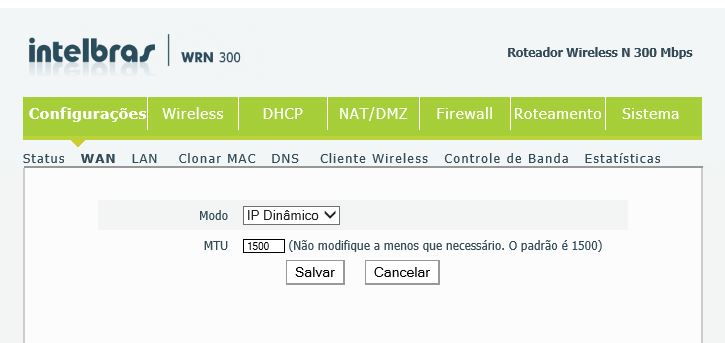 intelbras WRN 300 Roteador Wireless N 300 Mbps
Configurações Wireless DHCP NAT/DMZ Firewall Roteamento Sistema
Status WAN LAN Clonar MAC DNS Cliente Wireless Controle de Banda Estatísticas
Modo IP Dinâmico
MTU 1500 (Não modifique a menos que necessário. O padrão é 1500)
Salvar Cancelar